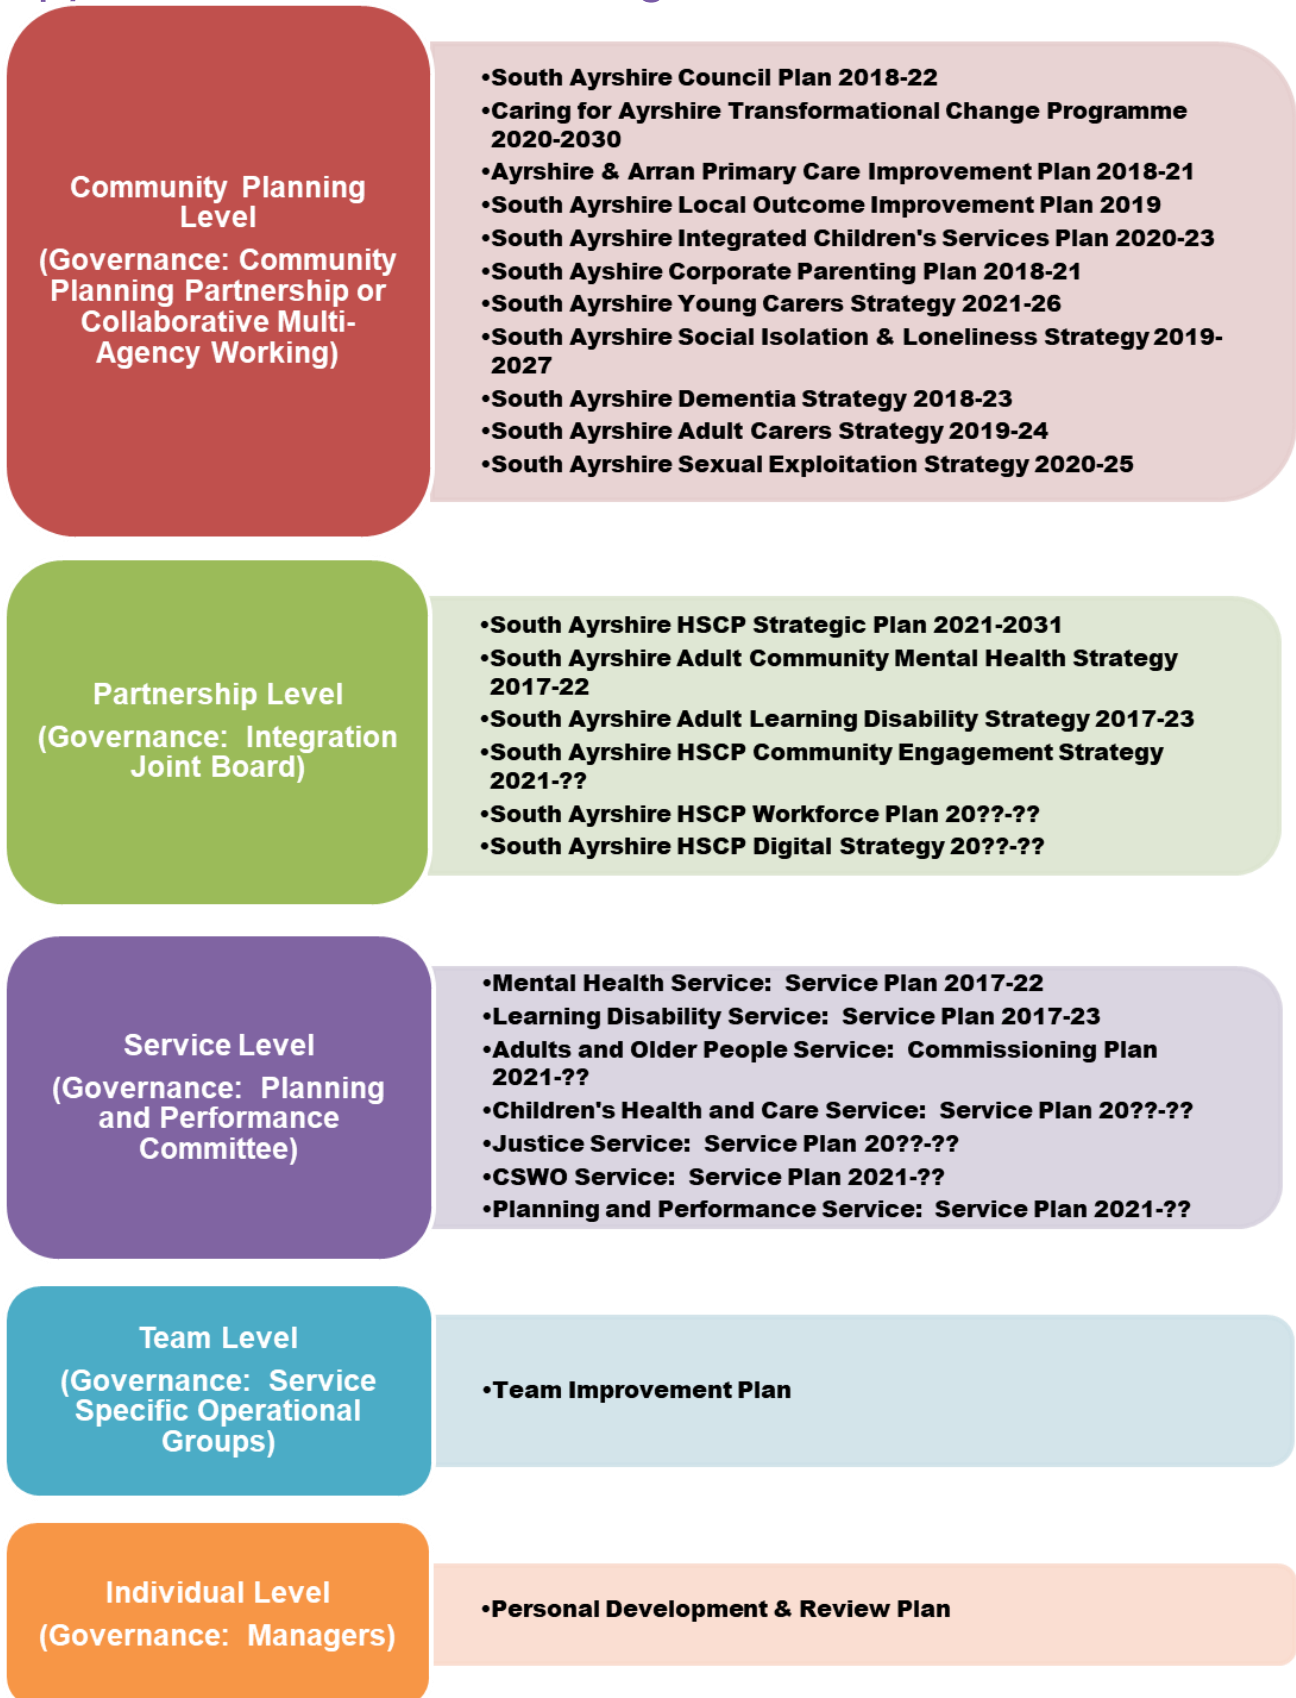 Community Planning
Level
(Governance: Community
Planning Partnership or
Collaborative Multi-
Agency Working)
•South Ayrshire Council Plan 2018-22
•Caring for Ayrshire Transformational Change Programme
2020-2030
•Ayrshire & Arran Primary Care Improvement Plan 2018-21
•South Ayrshire Local Outcome Improvement Plan 2019
•South Ayrshire Integrated Children's Services Plan 2020-23
•South Ayshire Corporate Parenting Plan 2018-21
•South Ayrshire Young Carers Strategy 2021-26
•South Ayrshire Social Isolation & Loneliness Strategy 2019-
2027
•South Ayrshire Dementia Strategy 2018-23
•South Ayrshire Adult Carers Strategy 2019-24
•South Ayrshire Sexual Exploitation Strategy 2020-25
Partnership Level
(Governance: Integration
Joint Board)
•South Ayrshire HSCP Strategic Plan 2021-2031
•South Ayrshire Adult Community Mental Health Strategy
2017-22
•South Ayrshire Adult Learning Disability Strategy 2017-23
•South Ayrshire HSCP Community Engagement Strategy
2021-??
•South Ayrshire HSCP Workforce Plan 20??-??
•South Ayrshire HSCP Digital Strategy 20??-??
Service Level
(Governance: Planning
and Performance
Committee)
•Mental Health Service: Service Plan 2017-22
•Learning Disability Service: Service Plan 2017-23
•Adults and Older People Service: Commissioning Plan
2021-??
•Children's Health and Care Service: Service Plan 20??-??
•Justice Service: Service Plan 20??-??
•CSWO Service: Service Plan 2021-??
•Planning and Performance Service: Service Plan 2021-??
Team Level
(Governance: Service
Specific Operational
Groups)
•Team Improvement Plan
Individual Level
(Governance: Managers)
•Personal Development & Review Plan